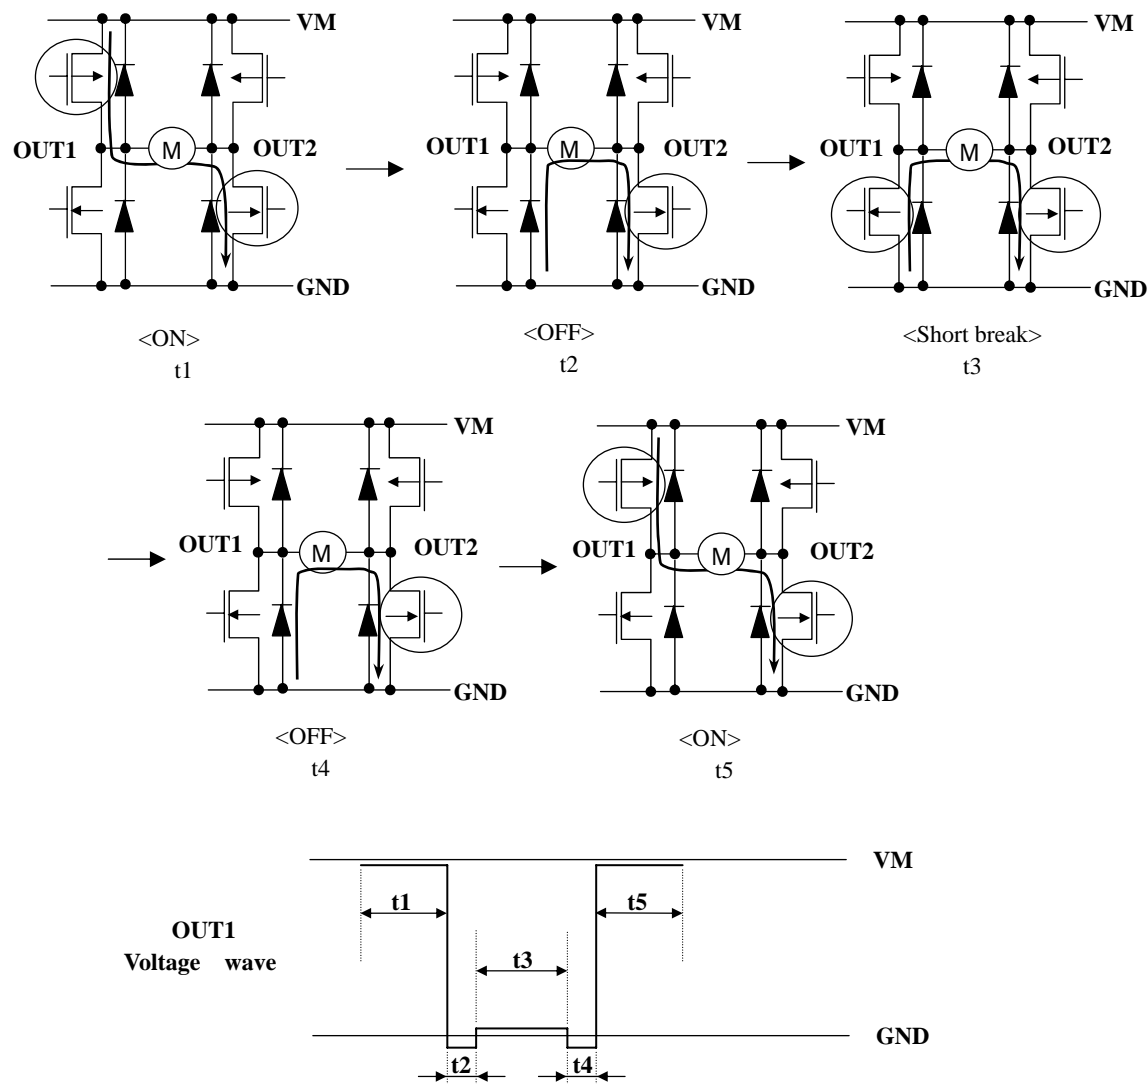 VM VM VM
OUT1 M OUT2 OUT1 M OUT2 OUT1 M OUT2
GND GND GND
<ON> <OFF> <Short break>
t1 t2 t3
VM VM
OUT1 M OUT2 OUT1 M OUT2
GND GND
<OFF> <ON>
t4 t5
VM
t1 t5
OUT1
Voltage wave
t3
GND
t2 t4